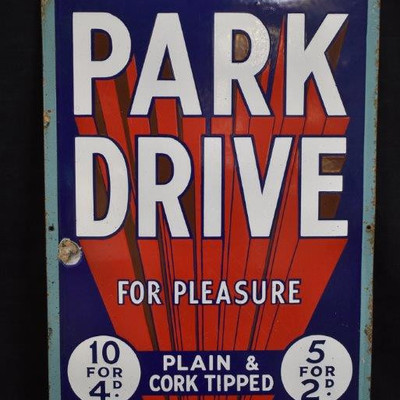 PARK
DRIVE
FOR PLEASURE
10
FOR
4D.
PLAIN &
CORK TIPPED
5
FOR
2D.